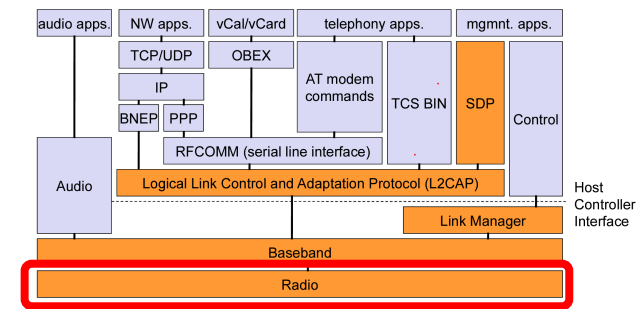 audio apps.
NW apps.
vCal/vCard
telephony apps.
mgmnt. apps.
TCP/UDP
OBEX
AT modem
commands
TCS BIN
SDP
Control
IP
BNEP
PPP
RFCOMM (serial line interface)
Audio
Logical Link Control and Adaptation Protocol (L2CAP)
Host
Controller
Interface
Link Manager
Baseband
Radio